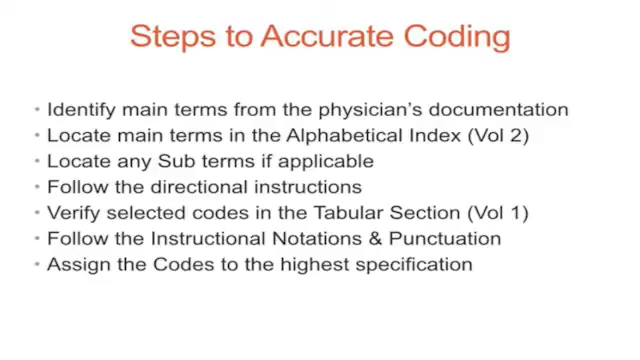 Steps to Accurate Coding
• Identify main terms from the physician's documentation
• Locate main terms in the Alphabetical Index (Vol 2)
• Locate any Sub terms if applicable
• Follow the directional instructions
• Verify selected codes in the Tabular Section (Vol 1)
• Follow the Instructional Notations & Punctuation
• Assign the Codes to the highest specification